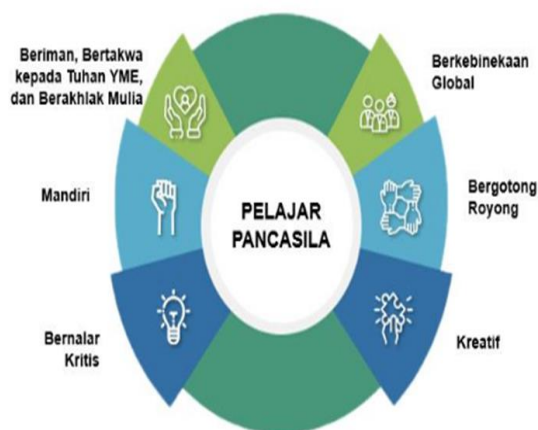 Beriman, Bertakwa
kepada Tuhan YME,
dan Berakhlak Mulia
Berkebinekaan
Global
Mandiri
PELAJAR
PANCASILA
Bergotong
Royong
Bernalar
Kritis
Kreatif